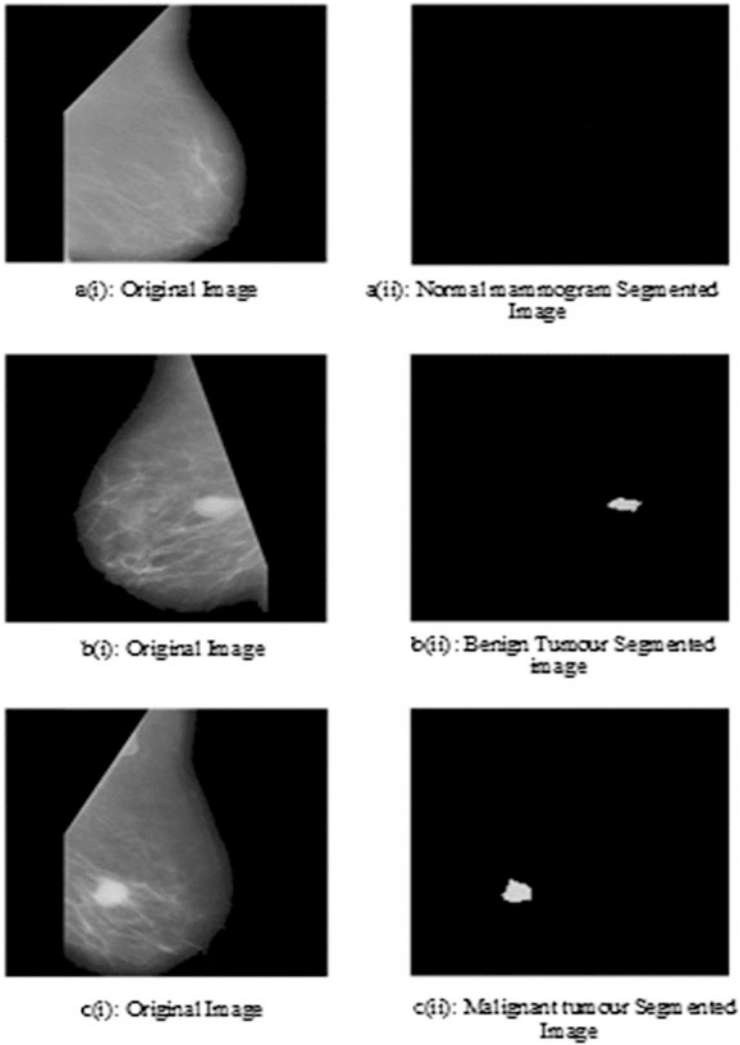 a(i): Original Image
a(ii): Normal mammogram Segmented
Image
b(i): Original Image
b(ii): Benign Tumour Segmented
image
c(i): Original Image
c(ii): Malignant tumour Segmented
Image